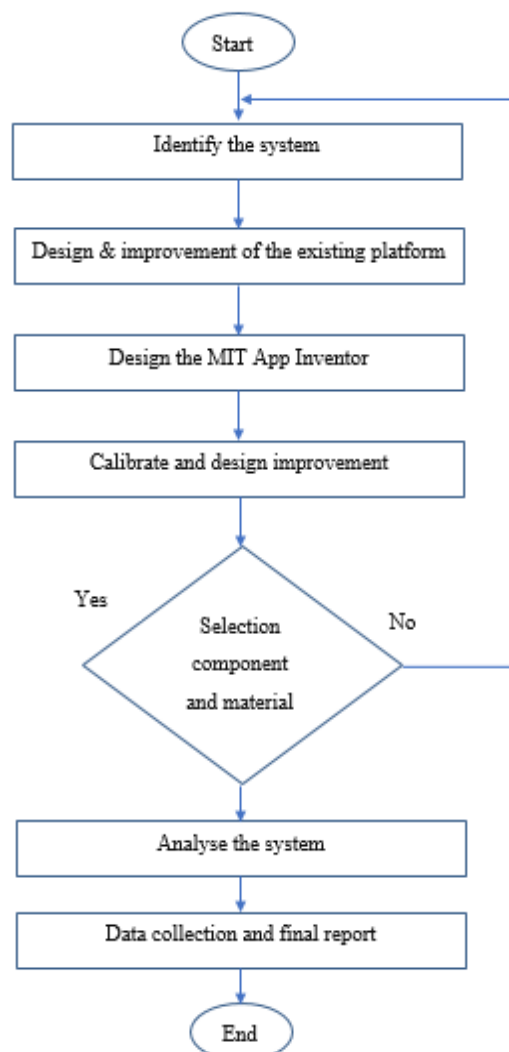 Start
Identify the system
Design & improvement of the existing platform
Design the MIT App Inventor
Calibrate and design improvement
Yes
No
Selection
component
and material
Analyse the system
Data collection and final report
End